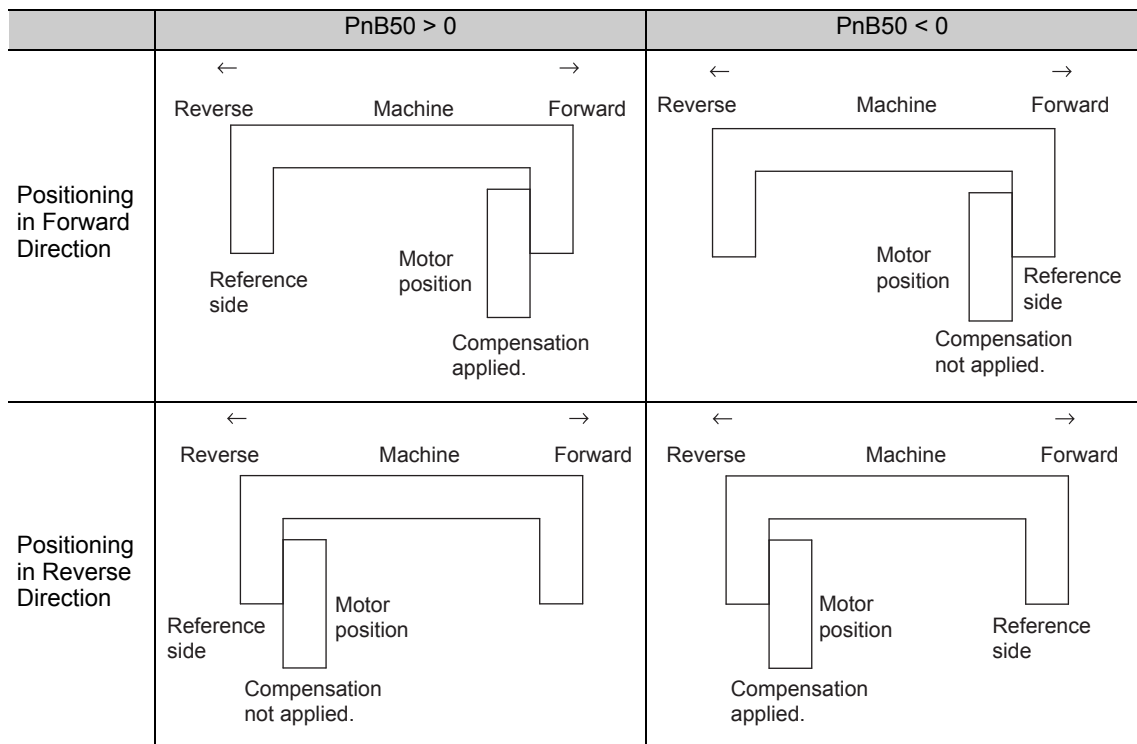 PnB50 > 0
PnB50 < 0
Positioning
in Forward
Direction
← →
Reverse Machine Forward
Motor
position
Reference
side
Compensation
applied.
← →
Reverse Machine Forward
Motor
position
Reference
side
Compensation
not applied.
Positioning
in Reverse
Direction
← →
Reverse Machine Forward
Motor
position
Reference
side
Compensation
not applied.
← →
Reverse Machine Forward
Motor
position
Reference
side
Compensation
applied.